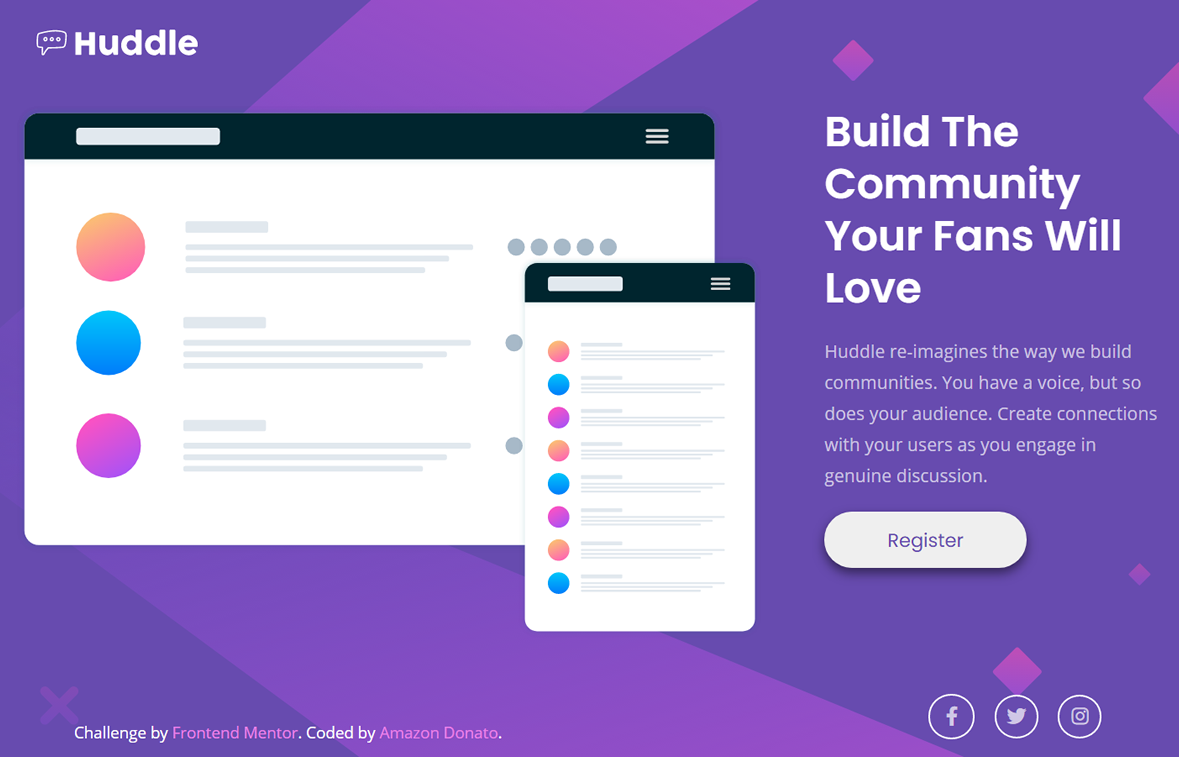 Huddle
Build The
Community
Your Fans Will
Love
Huddle re-imagines the way we build
communities. You have a voice, but so
does your audience. Create connections
with your users as you engage in
genuine discussion.
Register
Challenge by Frontend Mentor. Coded by Amazon Donato.